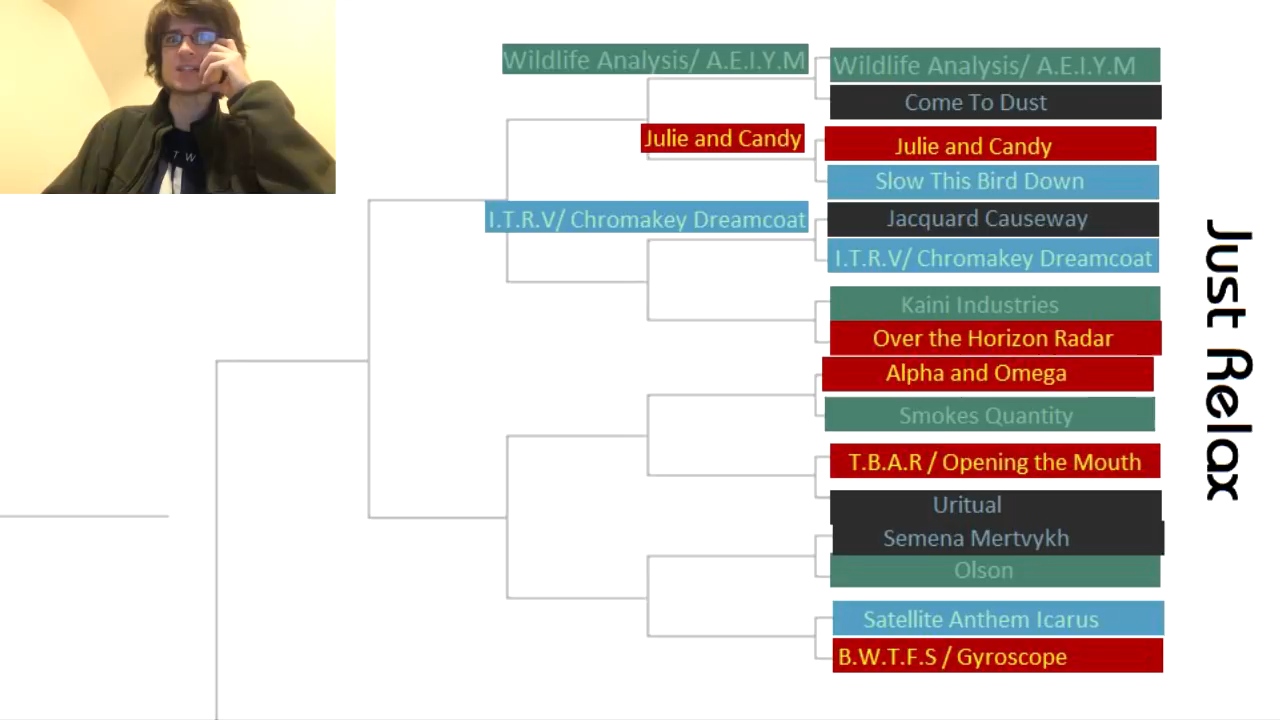 Wildlife Analysis/ A.E.I.Y.M
Wildlife Analysis/ A.E.I.Y.M
Come To Dust
Julie and Candy
Julie and Candy
Slow This Bird Down
I.T.R.V/ Chromakey Dreamcoat
Jacquard Causeway
I.T.R.V/ Chromakey Dreamcoat
Kaini Industries
Over the Horizon Radar
Alpha and Omega
Smokes Quantity
T.B.A.R / Opening the Mouth
Uritual
Semena Mertvykh
Olson
Satellite Anthem Icarus
B.W.T.F.S / Gyroscope
Just Relax
T W